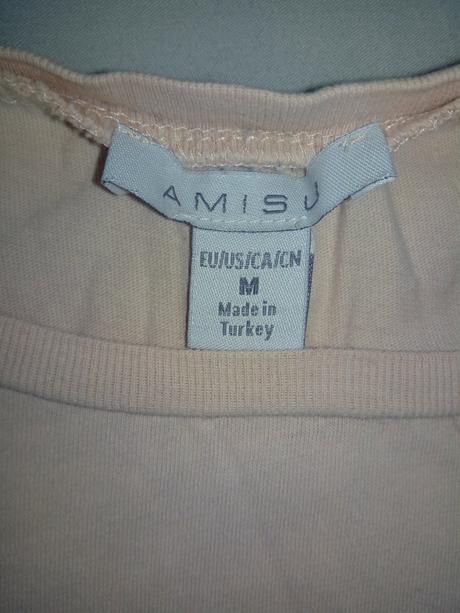 AMISU
EU/US/CA/CN
M
Made in
Turkey